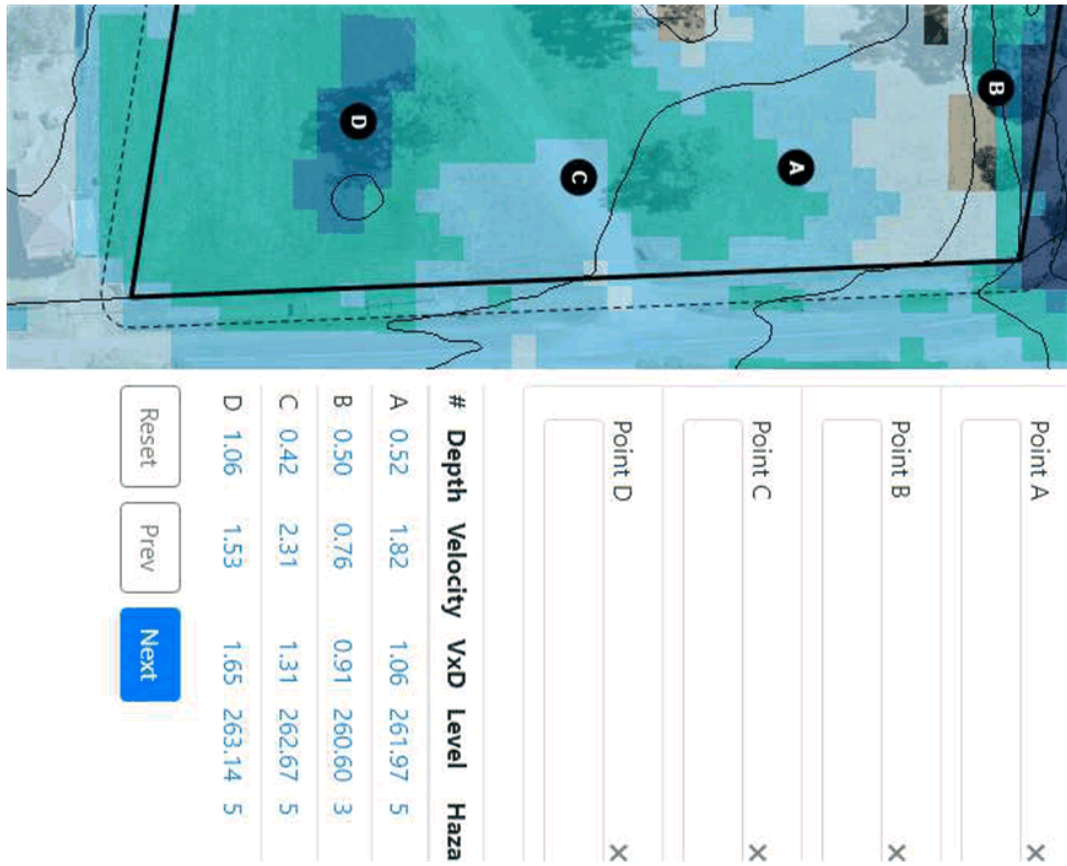 B
A
D
C
Point A
×
Point B
×
Point C
×
Point D
×
# Depth Velocity VxD Level Haza
A 0.52 1.82 1.06 261.97 5
B 0.50 0.76 0.91 260.60 3
C 0.42 2.31 1.31 262.67 5
D 1.06 1.53 1.65 263.14 5
Reset Prev Next